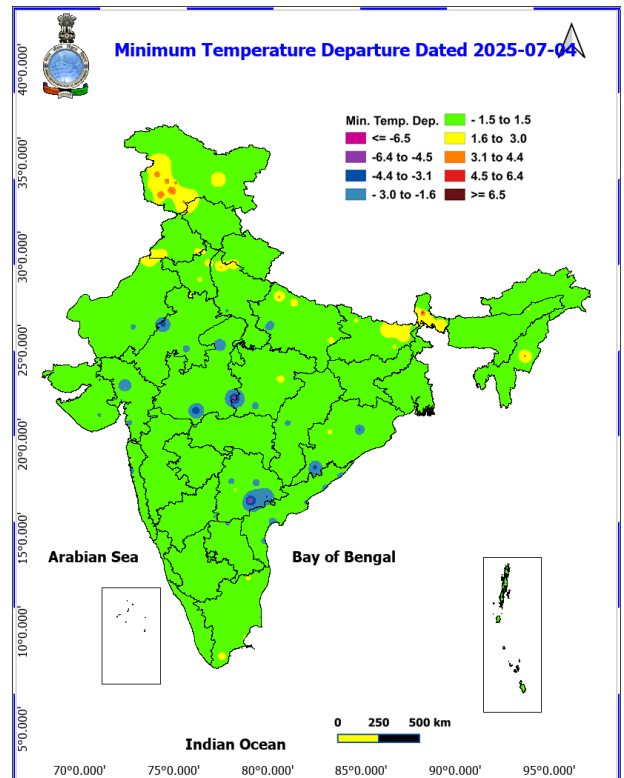 Minimum Temperature Departure Dated 2025-07-04
Min. Temp. Dep.
<= -6.5
-6.4 to -4.5
-4.4 to -3.1
- 3.0 to -1.6
- 1.5 to 1.5
1.6 to 3.0
3.1 to 4.4
4.5 to 6.4
>= 6.5
40°0.000'
35°0.000'
30°0.000'
25°0.000'
20°0.000'
15°0.000'
10°0.000'
5°0.000'
Arabian Sea
Bay of Bengal
Indian Ocean
0 250 500 km
70°0.000' 75°0.000' 80°0.000' 85°0.000' 90°0.000' 95°0.000'